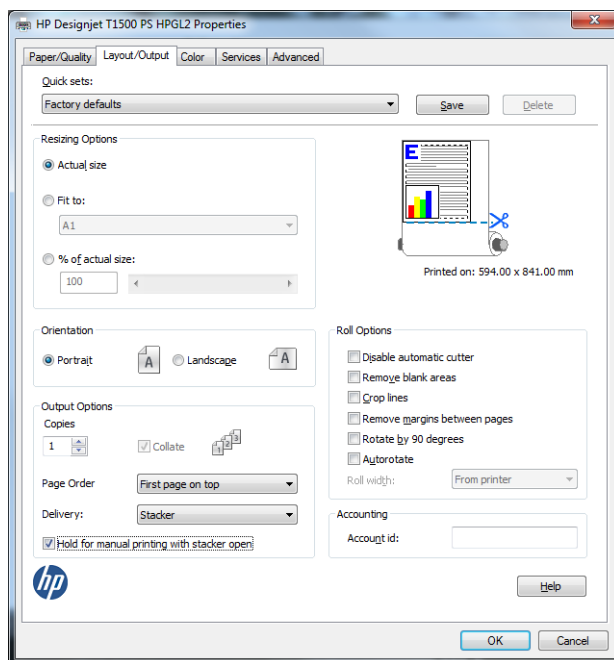 HP Designjet T1500 PS HPGL2 Properties
Paper/Quality Layout/Output Color Services Advanced
Quick sets:
Factory defaults Save Delete
Resizing Options
Actual size
Fit to:
A1
% of actual size:
100
E
Printed on: 594.00 x 841.00 mm
Orientation
Portrait A Landscape A
Output Options
Copies
1 Collate 1 2 3
Page Order First page on top
Delivery: Stacker
Hold for manual printing with stacker open
Roll Options
Disable automatic cutter
Remove blank areas
Crop lines
Remove margins between pages
Rotate by 90 degrees
Autorotate
Roll width: From printer
Accounting
Account id:
hp
Help
OK Cancel